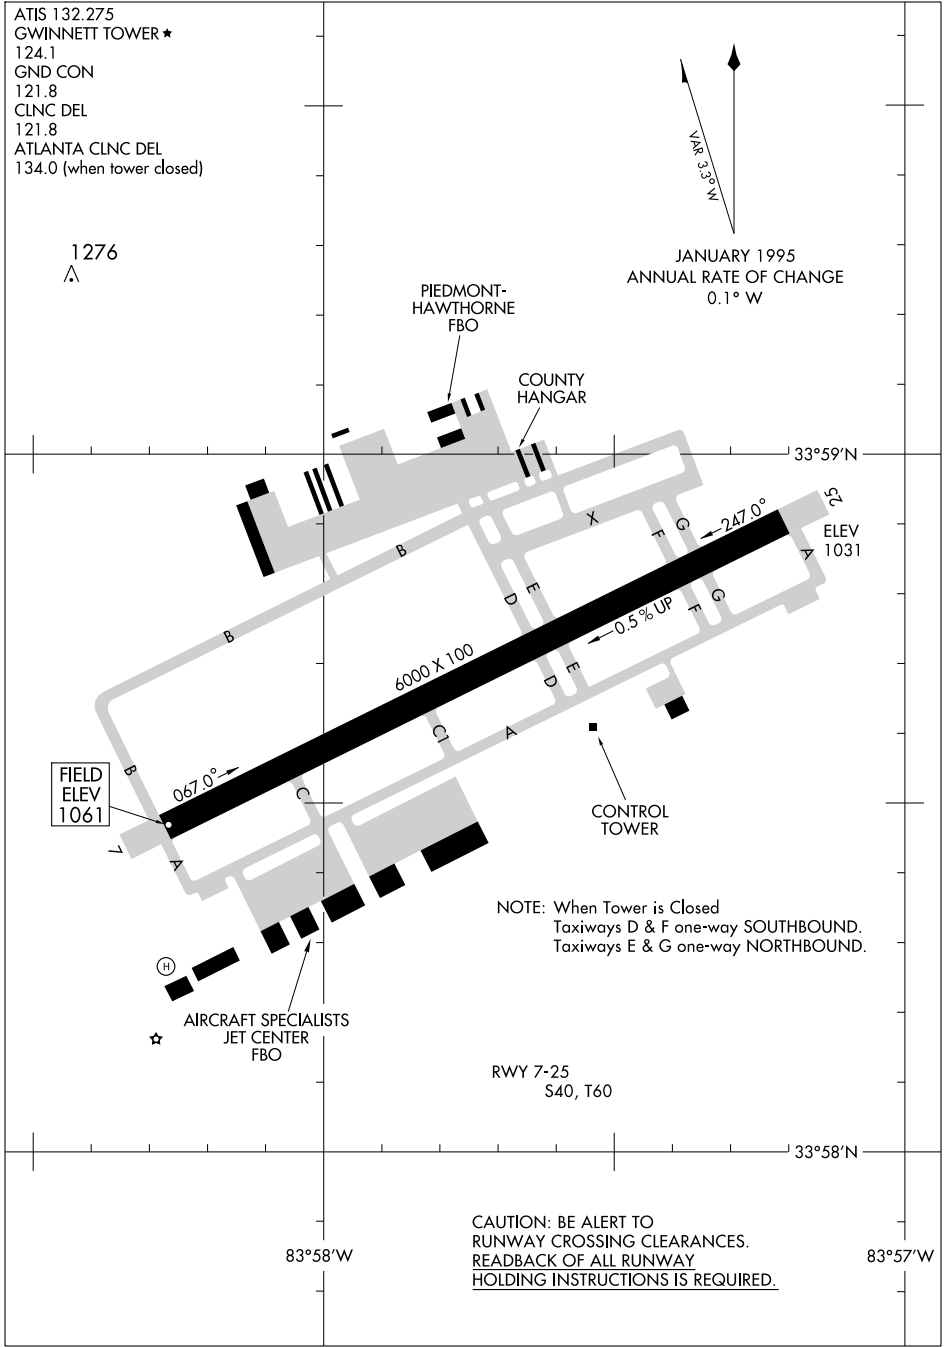 ATIS 132.275
GWINNETT TOWER ★
124.1
GND CON
121.8
CLNC DEL
121.8
ATLANTA CLNC DEL
134.0 (when tower closed)
VAR 3.3° W
JANUARY 1995
ANNUAL RATE OF CHANGE
0.1° W
1276
PIEDMONT-
HAWTHORNE
FBO
COUNTY
HANGAR
33°59'N
25
ELEV
1031
247.0°
X
G
F
A
B
E
D
G
F
0.5 % UP
B
6000 X 100
E
D
C1
A
B
067.0°
C
FIELD
ELEV
1061
7
A
CONTROL
TOWER
NOTE: When Tower is Closed
Taxiways D & F one-way SOUTHBOUND.
Taxiways E & G one-way NORTHBOUND.
H
AIRCRAFT SPECIALISTS
JET CENTER
FBO
RWY 7-25
S40, T60
33°58'N
CAUTION: BE ALERT TO
RUNWAY CROSSING CLEARANCES.
READBACK OF ALL RUNWAY
HOLDING INSTRUCTIONS IS REQUIRED.
83°58'W
83°57'W